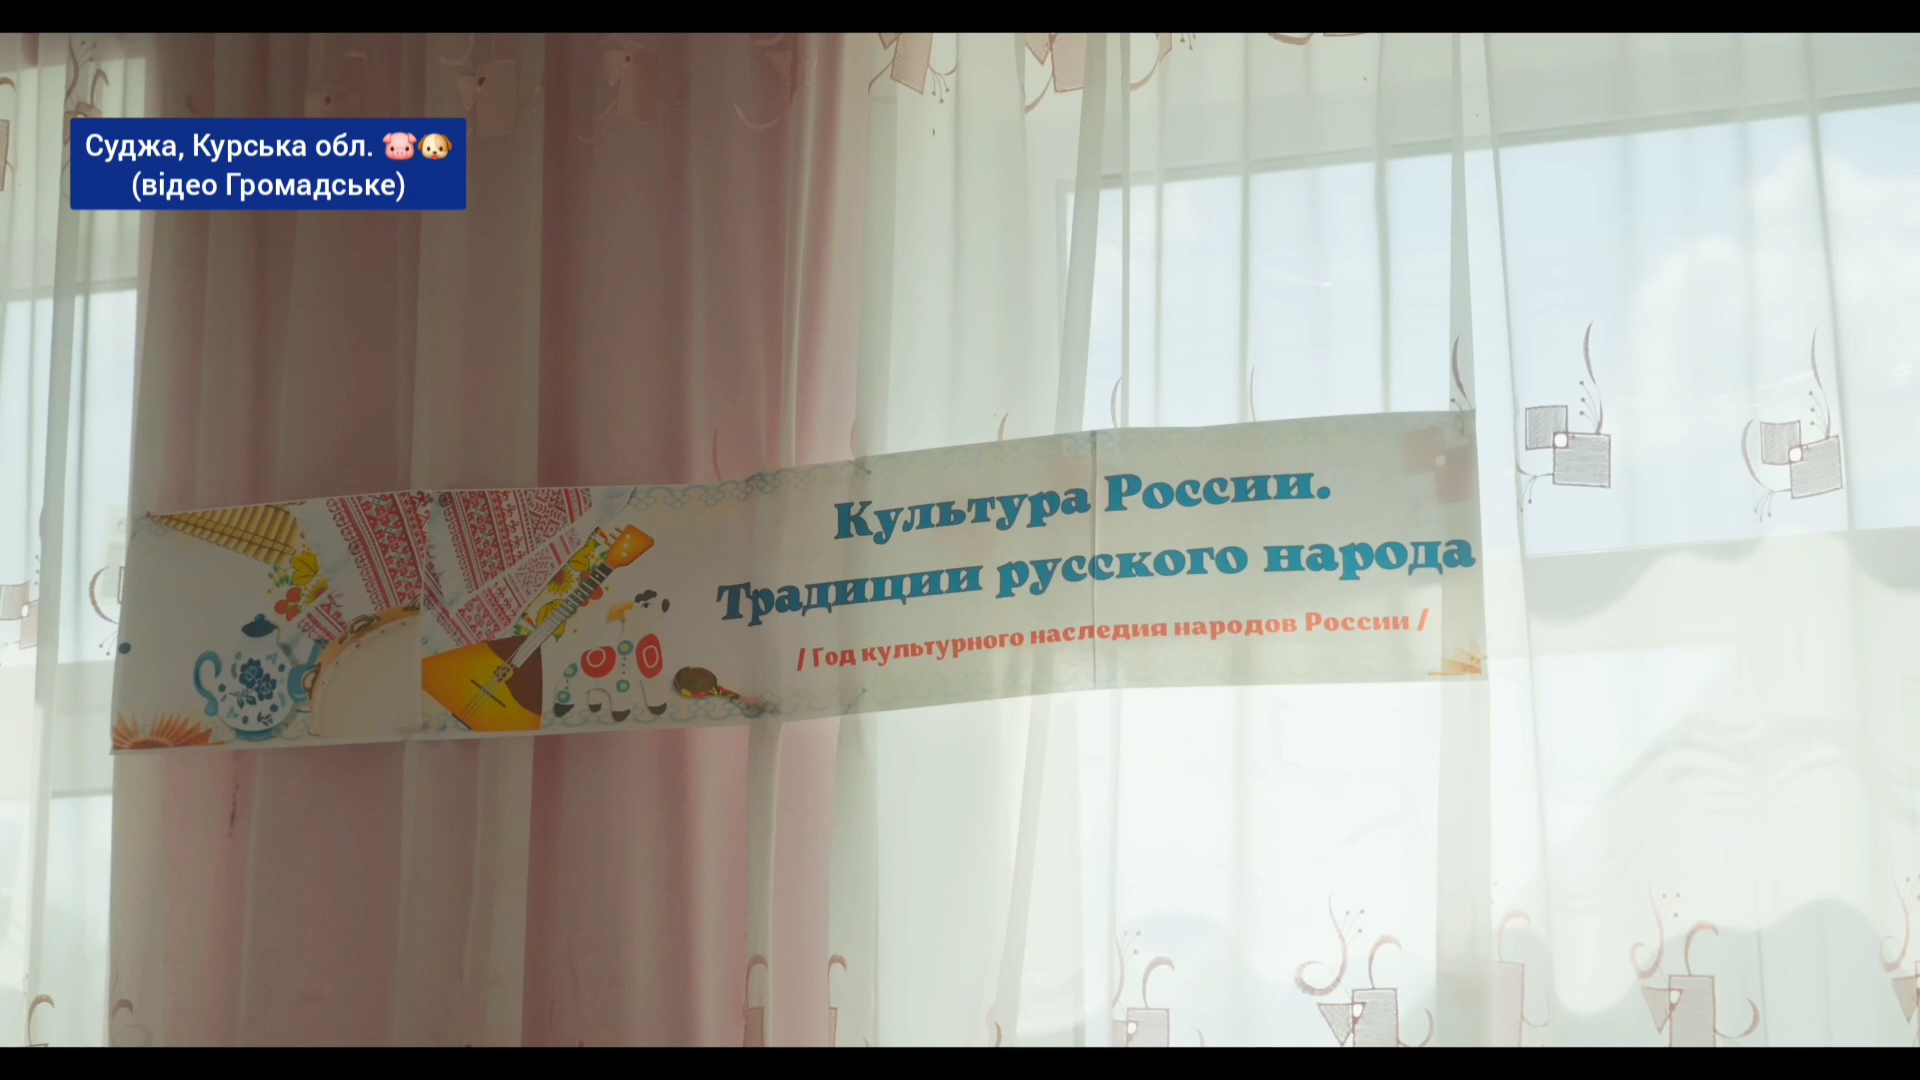 Суджа, Курська обл. 🐷🐶
(відео Громадське)
Культура России.
Традиции русского народа
/ Год культурного наследия народов России /